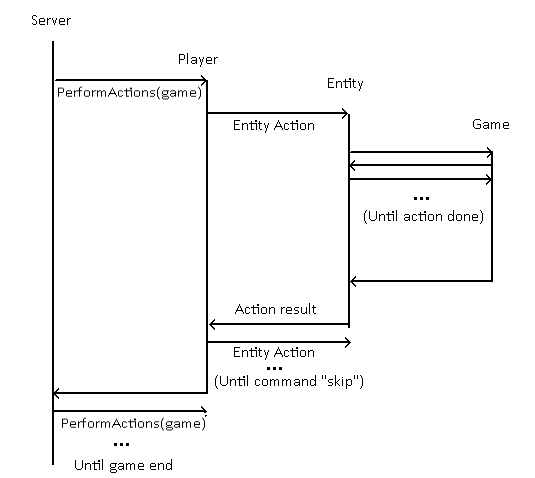 Server
Player
Entity
PerformActions(game)
Entity Action
Game
...
(Until action done)
Action result
Entity Action
...
(Until command "skip")
PerformActions(game)
...
Until game end